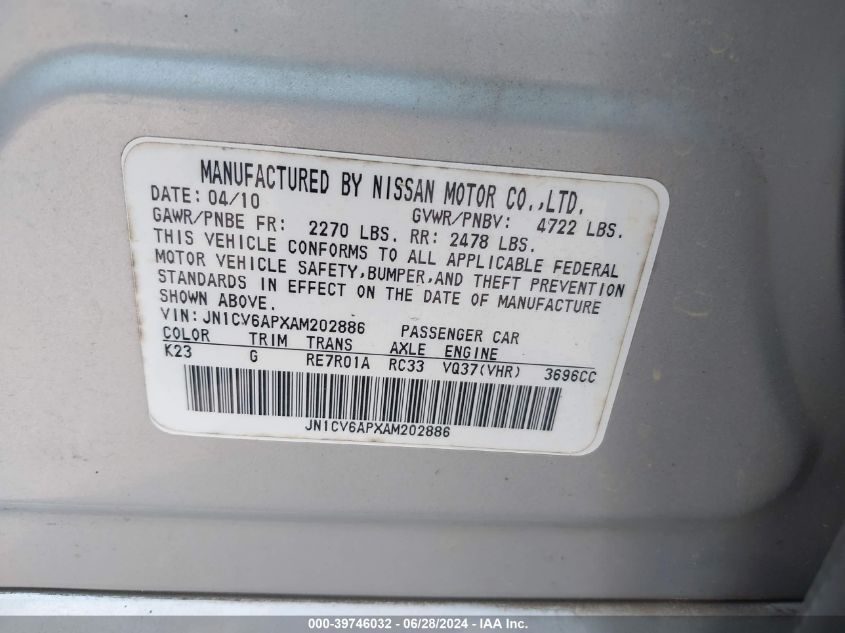 MANUFACTURED BY NISSAN MOTOR CO.,LTD.
DATE: 04/10
GAWR/PNBE FR: 2270 LBS. RR: 2478 LBS. GVWR/PNBV: 4722 LBS.
THIS VEHICLE CONFORMS TO ALL APPLICABLE FEDERAL
MOTOR VEHICLE SAFETY,BUMPER,AND THEFT PREVENTION
STANDARDS IN EFFECT ON THE DATE OF MANUFACTURE
SHOWN ABOVE.
VIN: JN1CV6APXAM202886 PASSENGER CAR
COLOR TRIM TRANS AXLE ENGINE
K23 G RE7R01A RC33 VQ37(VHR) 3696CC
JN1CV6APXAM202886
000-39746032 - 06/28/2024 - IAA, Inc.